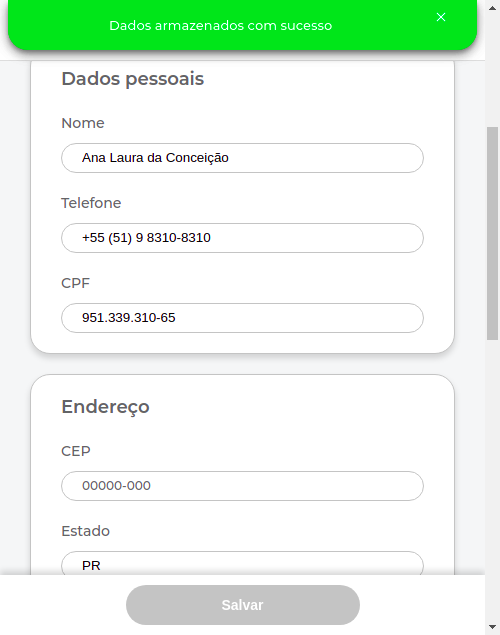 Dados armazenados com sucesso
Dados pessoais
Nome
Ana Laura da Conceição
Telefone
+55 (51) 9 8310-8310
CPF
951.339.310-65
Endereço
CEP
00000-000
Estado
PR
Salvar